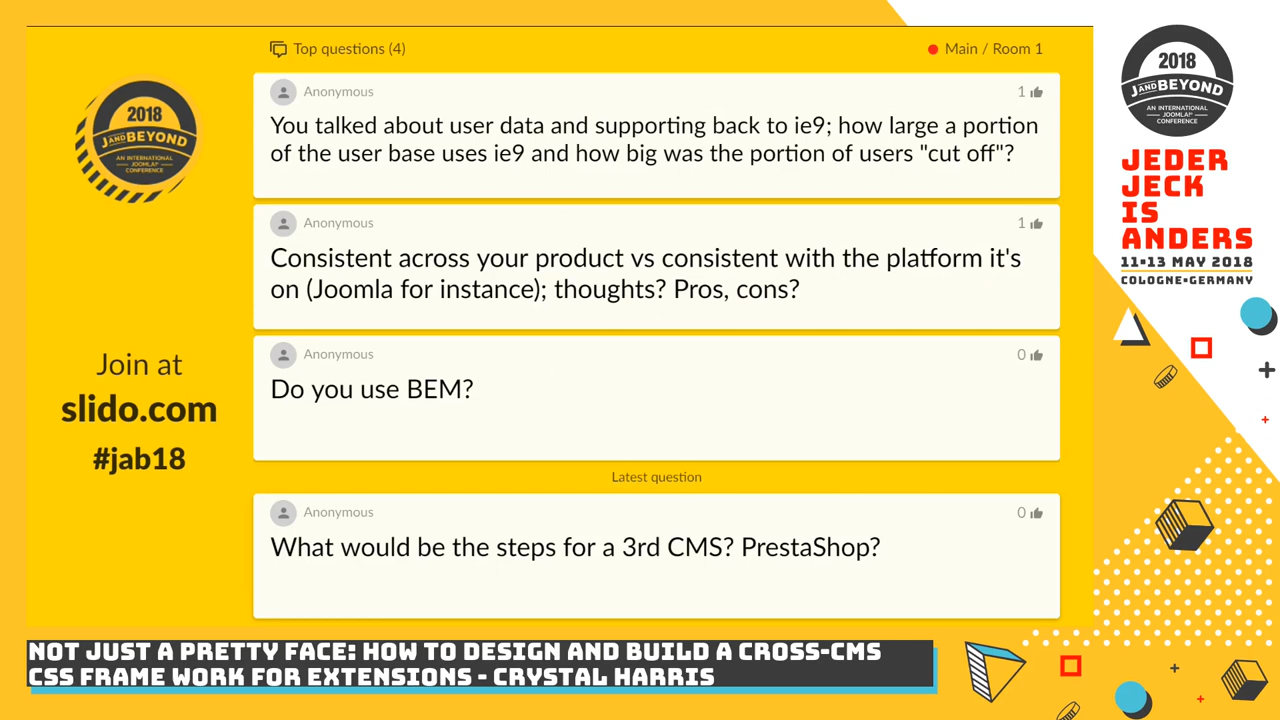 Top questions (4)
Main / Room 1
2018
JANDBEYOND
AN INTERNATIONAL
JOOMLA!®
CONFERENCE
Anonymous
1
You talked about user data and supporting back to ie9; how large a portion
of the user base uses ie9 and how big was the portion of users "cut off"?
Anonymous
1
Consistent across your product vs consistent with the platform it's
on (Joomla for instance); thoughts? Pros, cons?
Join at
slido.com
#jab18
Anonymous
0
Do you use BEM?
Latest question
Anonymous
0
What would be the steps for a 3rd CMS? PrestaShop?
2018
JANDBEYOND
AN INTERNATIONAL
JOOMLA!®
CONFERENCE
JEDER
JECK
IS
ANDERS
11-13 MAY 2018
COLOGNE-GERMANY
NOT JUST A PRETTY FACE: HOW TO DESIGN AND BUILD A CROSS-CMS
CSS FRAME WORK FOR EXTENSIONS - CRYSTAL HARRIS